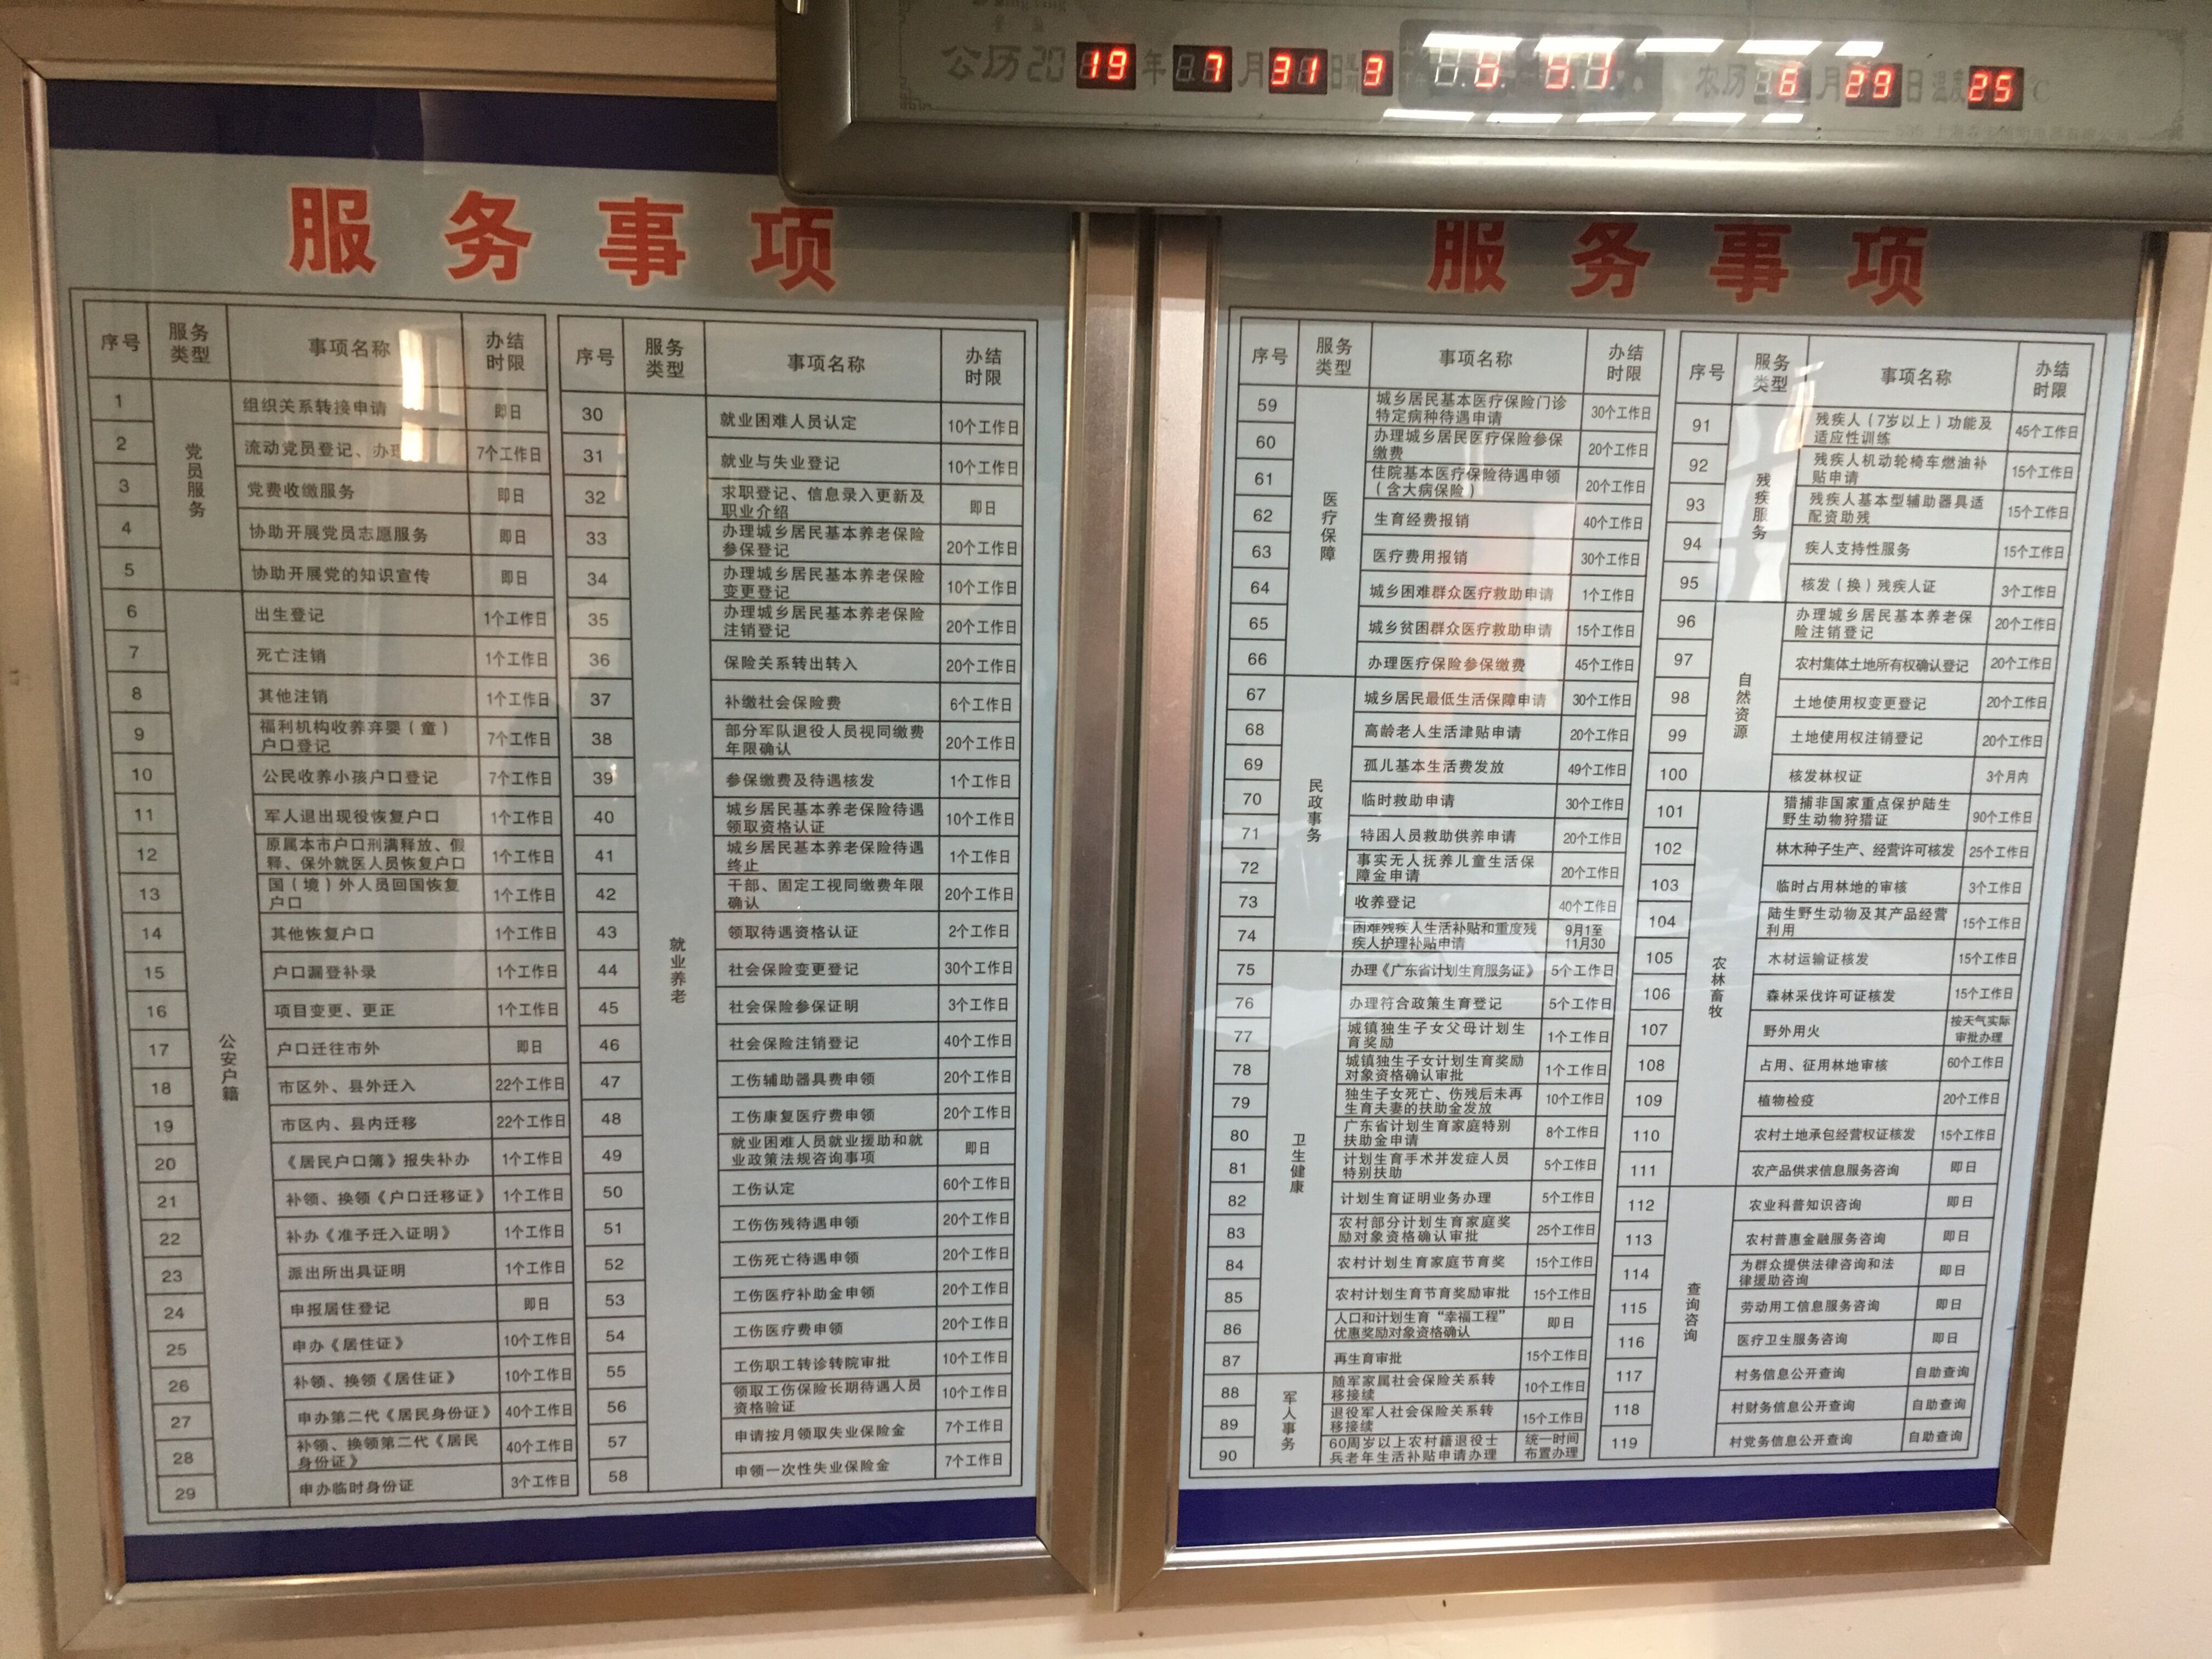 公历20 19 年 7 月 31 日 星期 3 5 51 农历 6 月 29 日 温度 25 ℃
服务事项
序号 服务类型 事项名称 办结时限
党员服务
1 组织关系转接申请 即日
2 流动党员登记、办理 7个工作日
3 党费收缴服务 即日
4 协助开展党员志愿服务 即日
5 协助开展党的知识宣传 即日
公安户籍
6 出生登记 1个工作日
7 死亡注销 1个工作日
8 其他注销 1个工作日
9 福利机构收养弃婴（童）户口登记 7个工作日
10 公民收养小孩户口登记 7个工作日
11 军人退出现役恢复户口 1个工作日
12 原属本市户口刑满释放、假释、保外就医人员恢复户口 1个工作日
13 国（境）外人员回国恢复户口 1个工作日
14 其他恢复户口 1个工作日
15 户口漏登补录 1个工作日
16 项目变更、更正 1个工作日
17 户口迁往市外 即日
18 市区外、县外迁入 22个工作日
19 市区内、县内迁移 22个工作日
20 《居民户口簿》报失补办 1个工作日
21 补领、换领《户口迁移证》 1个工作日
22 补办《准予迁入证明》 1个工作日
23 派出所出具证明 1个工作日
24 申报居住登记 即日
25 申办《居住证》 10个工作日
26 补领、换领《居住证》 10个工作日
27 申办第二代《居民身份证》 40个工作日
28 补领、换领第二代《居民身份证》 40个工作日
29 申办临时身份证 3个工作日
序号 服务类型 事项名称 办结时限
就业养老
30 就业困难人员认定 10个工作日
31 就业与失业登记 10个工作日
32 求职登记、信息录入更新及职业介绍 即日
33 办理城乡居民基本养老保险参保登记 20个工作日
34 办理城乡居民基本养老保险变更登记 10个工作日
35 办理城乡居民基本养老保险注销登记 20个工作日
36 保险关系转出转入 20个工作日
37 补缴社会保险费 6个工作日
38 部分军队退役人员视同缴费年限确认 20个工作日
39 参保缴费及待遇核发 1个工作日
40 城乡居民基本养老保险待遇领取资格认证 10个工作日
41 城乡居民基本养老保险待遇终止 1个工作日
42 干部、固定工视同缴费年限确认 20个工作日
43 领取待遇资格认证 2个工作日
44 社会保险变更登记 30个工作日
45 社会保险参保证明 3个工作日
46 社会保险注销登记 40个工作日
47 工伤辅助器具费申领 20个工作日
48 工伤康复医疗费申领 20个工作日
49 就业困难人员就业援助和就业政策法规咨询事项 即日
50 工伤认定 60个工作日
51 工伤伤残待遇申领 20个工作日
52 工伤死亡待遇申领 20个工作日
53 工伤医疗补助金申领 20个工作日
54 工伤医疗费申领 20个工作日
55 工伤职工转诊转院审批 10个工作日
56 领取工伤保险长期待遇人员资格验证 10个工作日
57 申请按月领取失业保险金 7个工作日
58 申领一次性失业保险金 7个工作日
服务事项
序号 服务类型 事项名称 办结时限
医疗保障
59 城乡居民基本医疗保险门诊特定病种待遇申请 30个工作日
60 办理城乡居民医疗保险参保缴费 20个工作日
61 住院基本医疗保险待遇申领（含大病保险） 20个工作日
62 生育经费报销 40个工作日
63 医疗费用报销 30个工作日
64 城乡困难群众医疗救助申请 1个工作日
65 城乡贫困群众医疗救助申请 15个工作日
66 办理医疗保险参保缴费 45个工作日
民政事务
67 城乡居民最低生活保障申请 30个工作日
68 高龄老人生活津贴申请 20个工作日
69 孤儿基本生活费发放 49个工作日
70 临时救助申请 30个工作日
71 特困人员救助供养申请 20个工作日
72 事实无人抚养儿童生活保障金申请 20个工作日
73 收养登记 40个工作日
74 困难残疾人生活补贴和重度残疾人护理补贴申请 9月1至11月30
卫生健康
75 办理《广东省计划生育服务证》 5个工作日
76 办理符合政策生育登记 5个工作日
77 城镇独生子女父母计划生育奖励 1个工作日
78 城镇独生子女计划生育奖励对象资格确认审批 1个工作日
79 独生子女死亡、伤残后未再生育夫妻的扶助金发放 10个工作日
80 广东省计划生育家庭特别扶助金申请 8个工作日
81 计划生育手术并发症人员特别扶助 5个工作日
82 计划生育证明业务办理 5个工作日
83 农村部分计划生育家庭奖励对象资格确认审批 25个工作日
84 农村计划生育家庭节育奖 15个工作日
85 农村计划生育节育奖励审批 15个工作日
86 人口和计划生育“幸福工程”优惠奖励对象资格确认 即日
87 再生育审批 15个工作日
军人事务
88 随军家属社会保险关系转移接续 10个工作日
89 退役军人社会保险关系转移接续 15个工作日
90 60周岁以上农村籍退役士兵老年生活补贴申请办理 统一时间布置办理
序号 服务类型 事项名称 办结时限
残疾服务
91 残疾人（7岁以上）功能及适应性训练 45个工作日
92 残疾人机动轮椅车燃油补贴申请 15个工作日
93 残疾人基本型辅助器具适配资助残 15个工作日
94 疾人支持性服务 15个工作日
95 核发（换）残疾人证 3个工作日
自然资源
96 办理城乡居民基本养老保险注销登记 20个工作日
97 农村集体土地所有权确认登记 20个工作日
98 土地使用权变更登记 20个工作日
99 土地使用权注销登记 20个工作日
100 核发林权证 3个月内
农林畜牧
101 猎捕非国家重点保护陆生野生动物狩猎证 90个工作日
102 林木种子生产、经营许可核发 25个工作日
103 临时占用林地的审核 3个工作日
104 陆生野生动物及其产品经营利用 15个工作日
105 木材运输证核发 15个工作日
106 森林采伐许可证核发 15个工作日
107 野外用火 按天气实际审批办理
108 占用、征用林地审核 60个工作日
109 植物检疫 20个工作日
110 农村土地承包经营权证核发 15个工作日
111 农产品供求信息服务咨询 即日
查询咨询
112 农业科普知识咨询 即日
113 农村普惠金融服务咨询 即日
114 为群众提供法律咨询和法律援助咨询 即日
115 劳动用工信息服务咨询 即日
116 医疗卫生服务咨询 即日
117 村务信息公开查询 自助查询
118 村财务信息公开查询 自助查询
119 村党务信息公开查询 自助查询